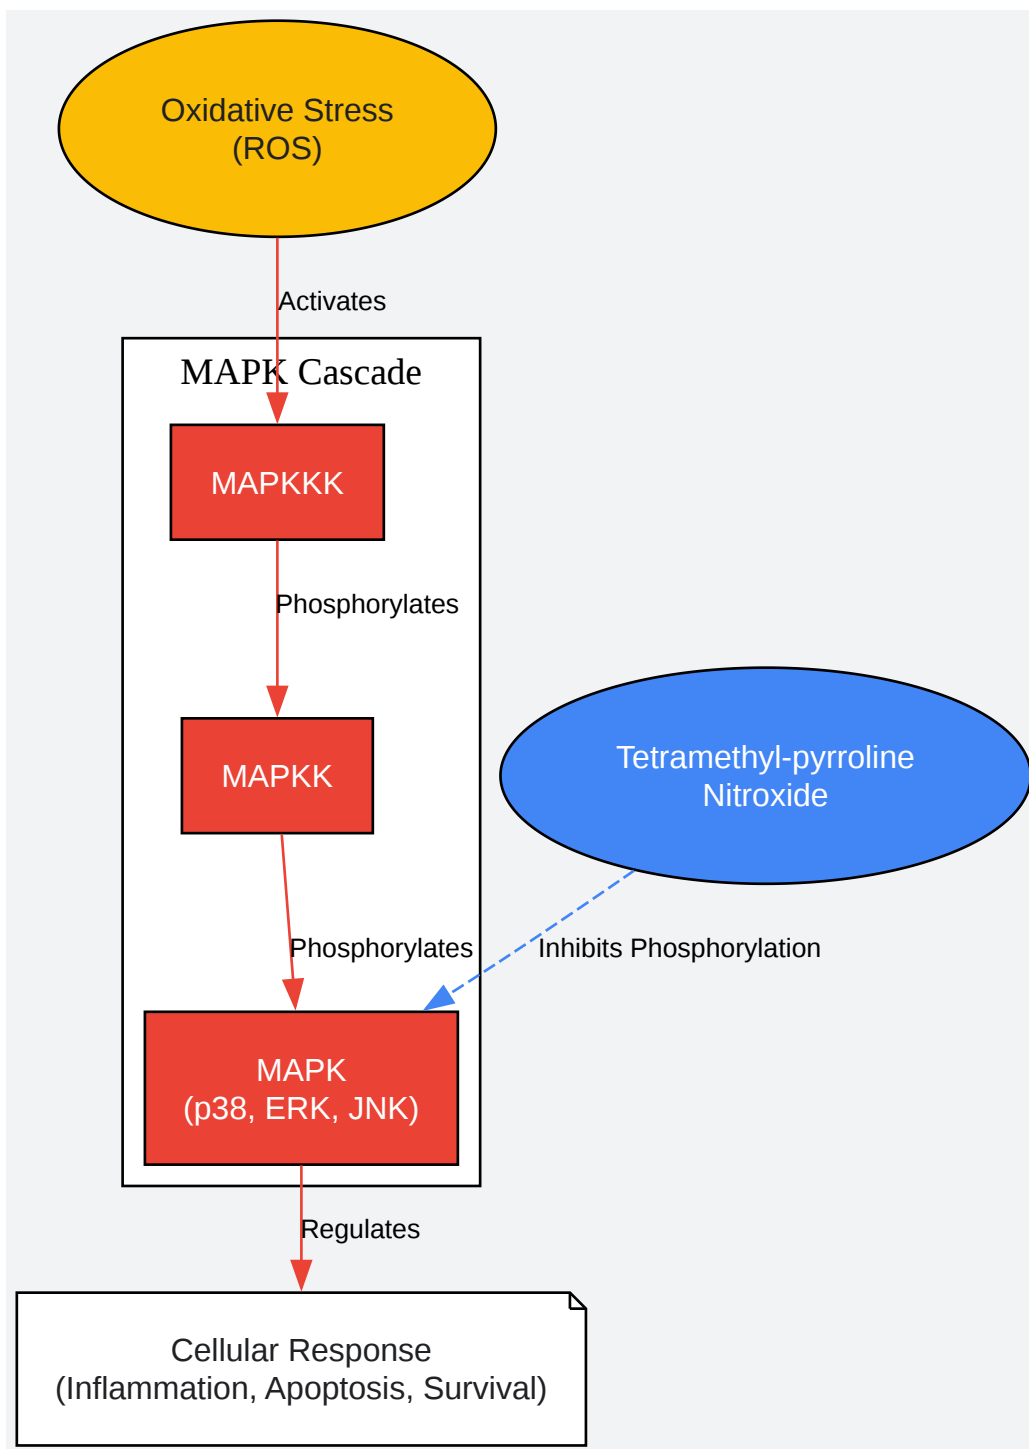 Oxidative Stress
(ROS)
Activates
MAPK Cascade
MAPKKK
Phosphorylates
MAPKK
Tetramethyl-pyrroline
Nitroxide
Phosphorylates
Inhibits Phosphorylation
MAPK
(p38, ERK, JNK)
Regulates
Cellular Response
(Inflammation, Apoptosis, Survival)